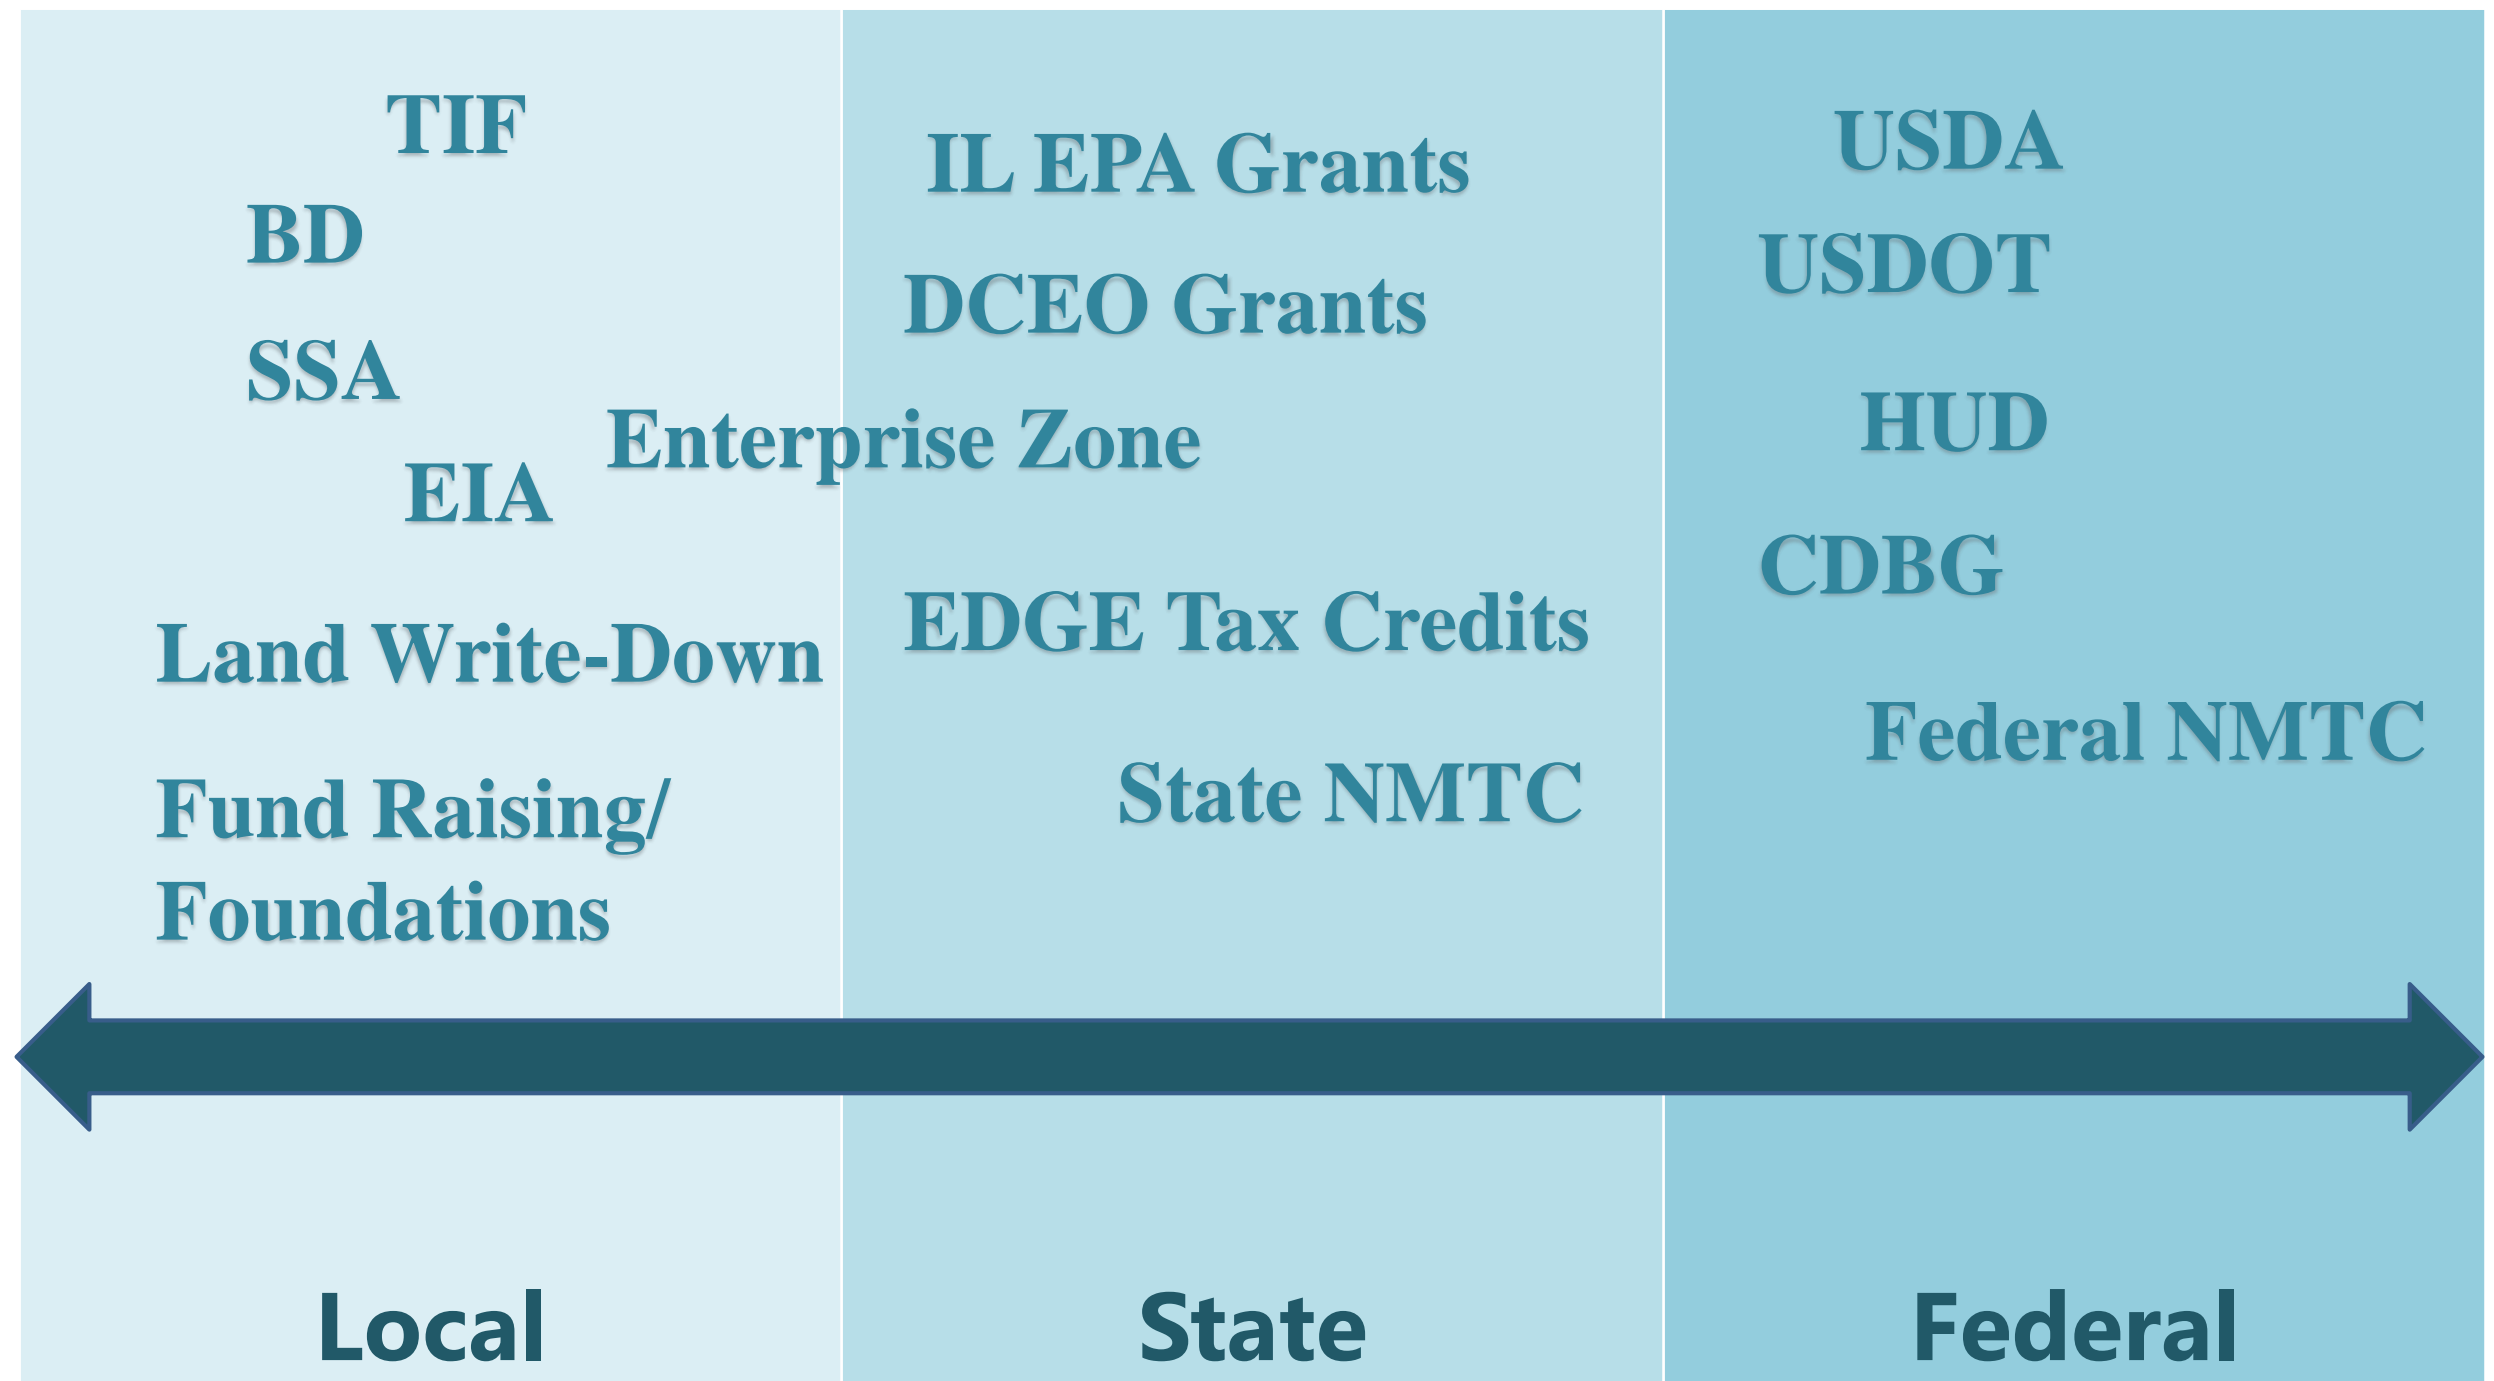 TIF
BD
SSA
EIA
Land Write-Down
Fund Raising/
Foundations
Enterprise Zone
IL EPA Grants
DCEO Grants
EDGE Tax Credits
State NMTC
USDA
USDOT
HUD
CDBG
Federal NMTC
Local
State
Federal